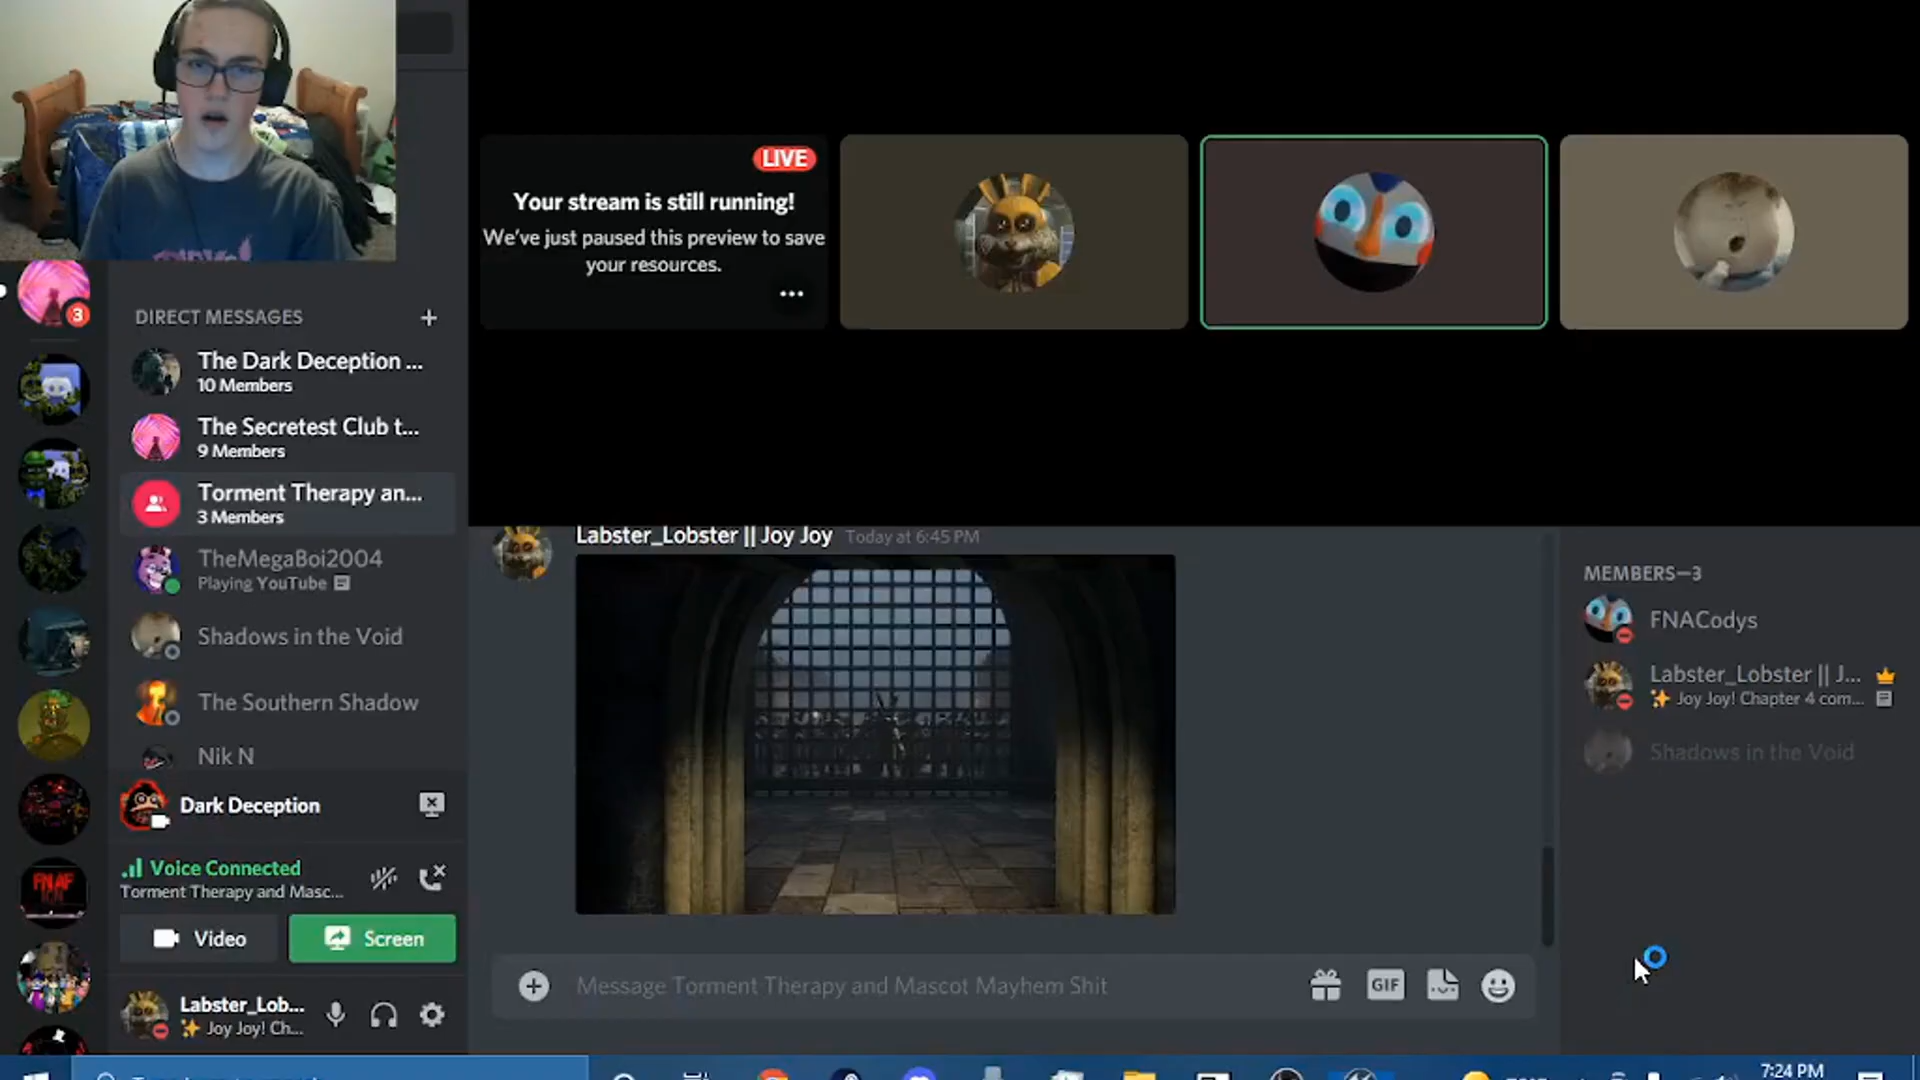 LIVE
Your stream is still running!
We've just paused this preview to save
your resources.
3
DIRECT MESSAGES
The Dark Deception ...
10 Members
The Secretest Club t...
9 Members
Torment Therapy an...
3 Members
TheMegaBoi2004
Playing YouTube
Shadows in the Void
The Southern Shadow
Nik N
Dark Deception
Voice Connected
Torment Therapy and Masc...
Video
Screen
Labster_Lob...
✨ Joy Joy! Ch...
Labster_Lobster || Joy Joy Today at 6:45 PM
Message Torment Therapy and Mascot Mayhem Shit
GIF
MEMBERS—3
FNACodys
Labster_Lobster || J...
✨ Joy Joy! Chapter 4 com...
Shadows in the Void
FNAF
7:24 PM